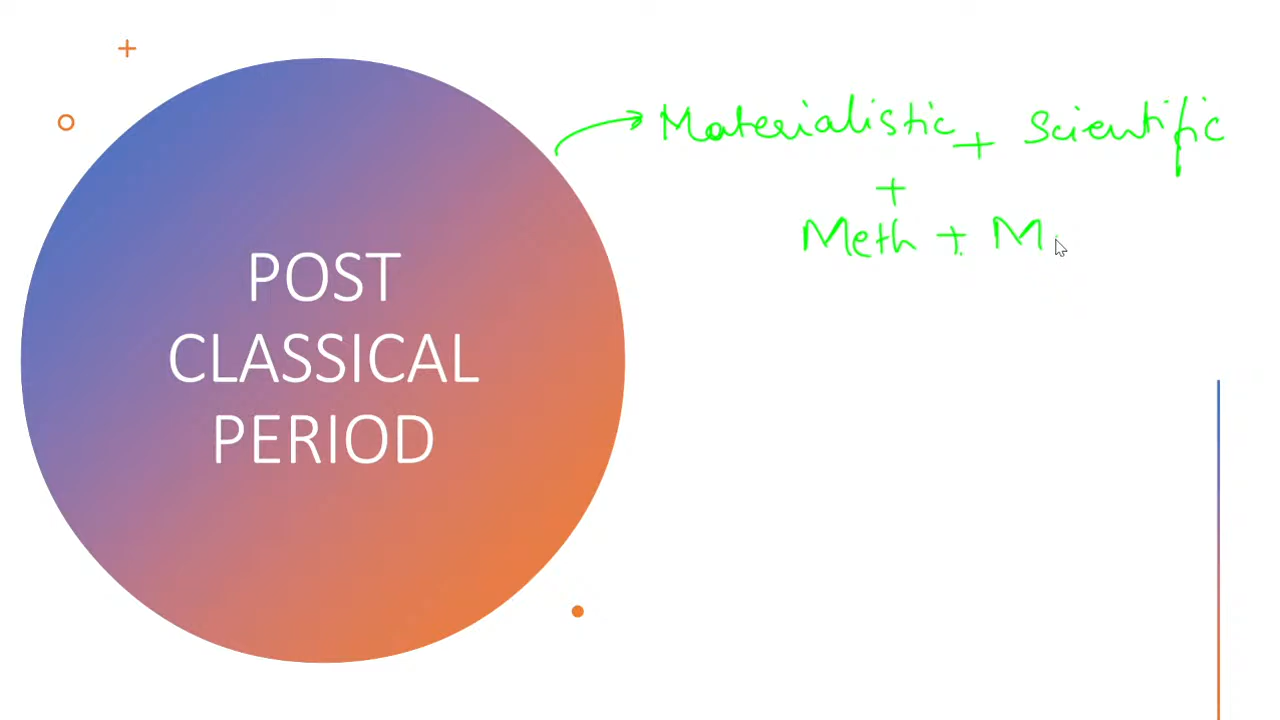 POST
CLASSICAL
PERIOD
Materialistic + Scientific
+
Meth + M